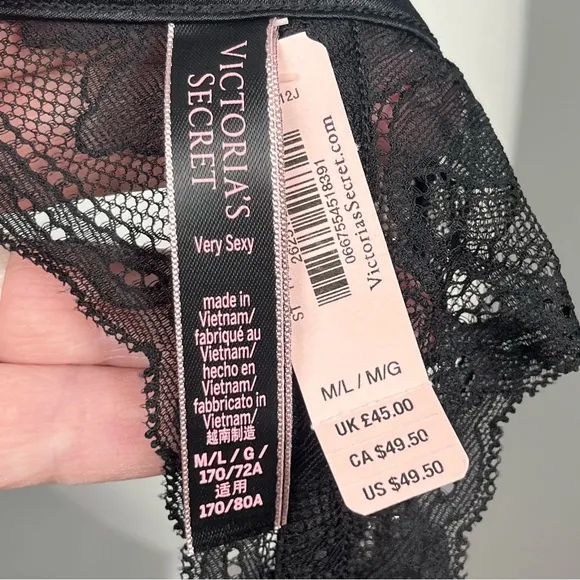 VICTORIA'S
SECRET
Very Sexy
made in
Vietnam/
fabriqué au
Vietnam/
hecho en
Vietnam/
fabbricato in
Vietnam/
越南制造
M/L / G /
170/72A
适用
170/80A
12J
ST
0667554518391
VictoriasSecret.com
M/L / M/G
UK £45.00
CA $49.50
US $49.50